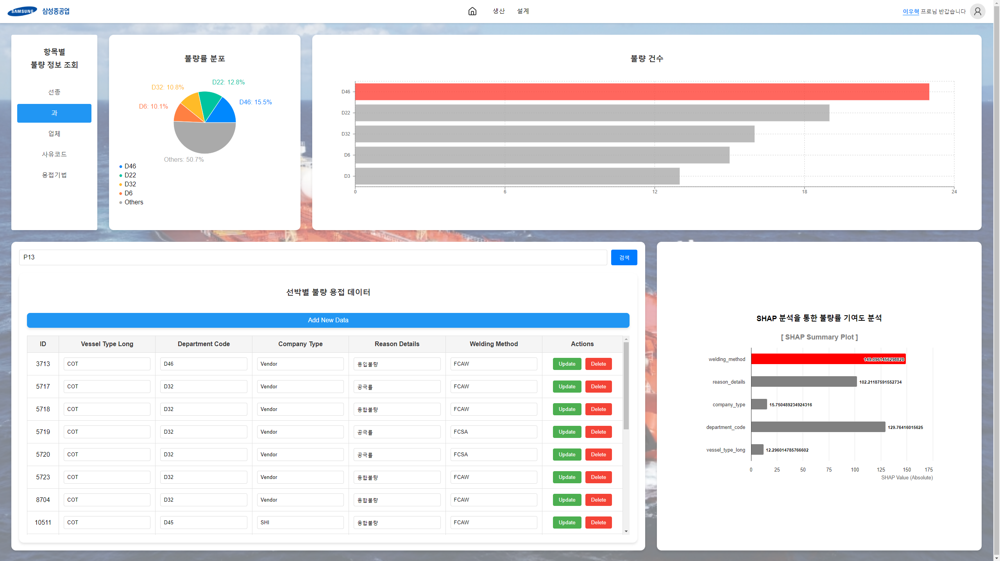 SAMSUNG 삼성중공업
생산
설계
이우혁 프로님 반갑습니다
항목별
불량 정보 조회
선종
과
업체
사유코드
용접기법
불량률 분포
D22: 12.8%
D32: 10.8%
D46: 15.5%
D6: 10.1%
Others: 50.7%
D46
D22
D32
D6
Others
불량 건수
D46
D22
D32
D6
D3
0 6 12 18 24
P13
검색
선박별 불량 용접 데이터
Add New Data
ID Vessel Type Long Department Code Company Type Reason Details Welding Method Actions
3713 COT D46 Vendor 용입불량 FCAW Update Delete
5717 COT D32 Vendor 공극률 FCAW Update Delete
5718 COT D32 Vendor 융합불량 FCAW Update Delete
5719 COT D32 Vendor 공극률 FCSA Update Delete
5720 COT D32 Vendor 공극률 FCSA Update Delete
5723 COT D32 Vendor 융합불량 FCAW Update Delete
8704 COT D32 Vendor 융합불량 FCAW Update Delete
10511 COT D45 SHI 융합불량 FCAW Update Delete
SHAP 분석을 통한 불량률 기여도 분석
[ SHAP Summary Plot ]
welding_method 149.0961456298828
reason_details 102.21187591552734
company_type 15.750489234924316
department_code 129.76416015625
vessel_type_long 12.296014785766602
0 25 50 75 100 125 150 175
SHAP Value (Absolute)